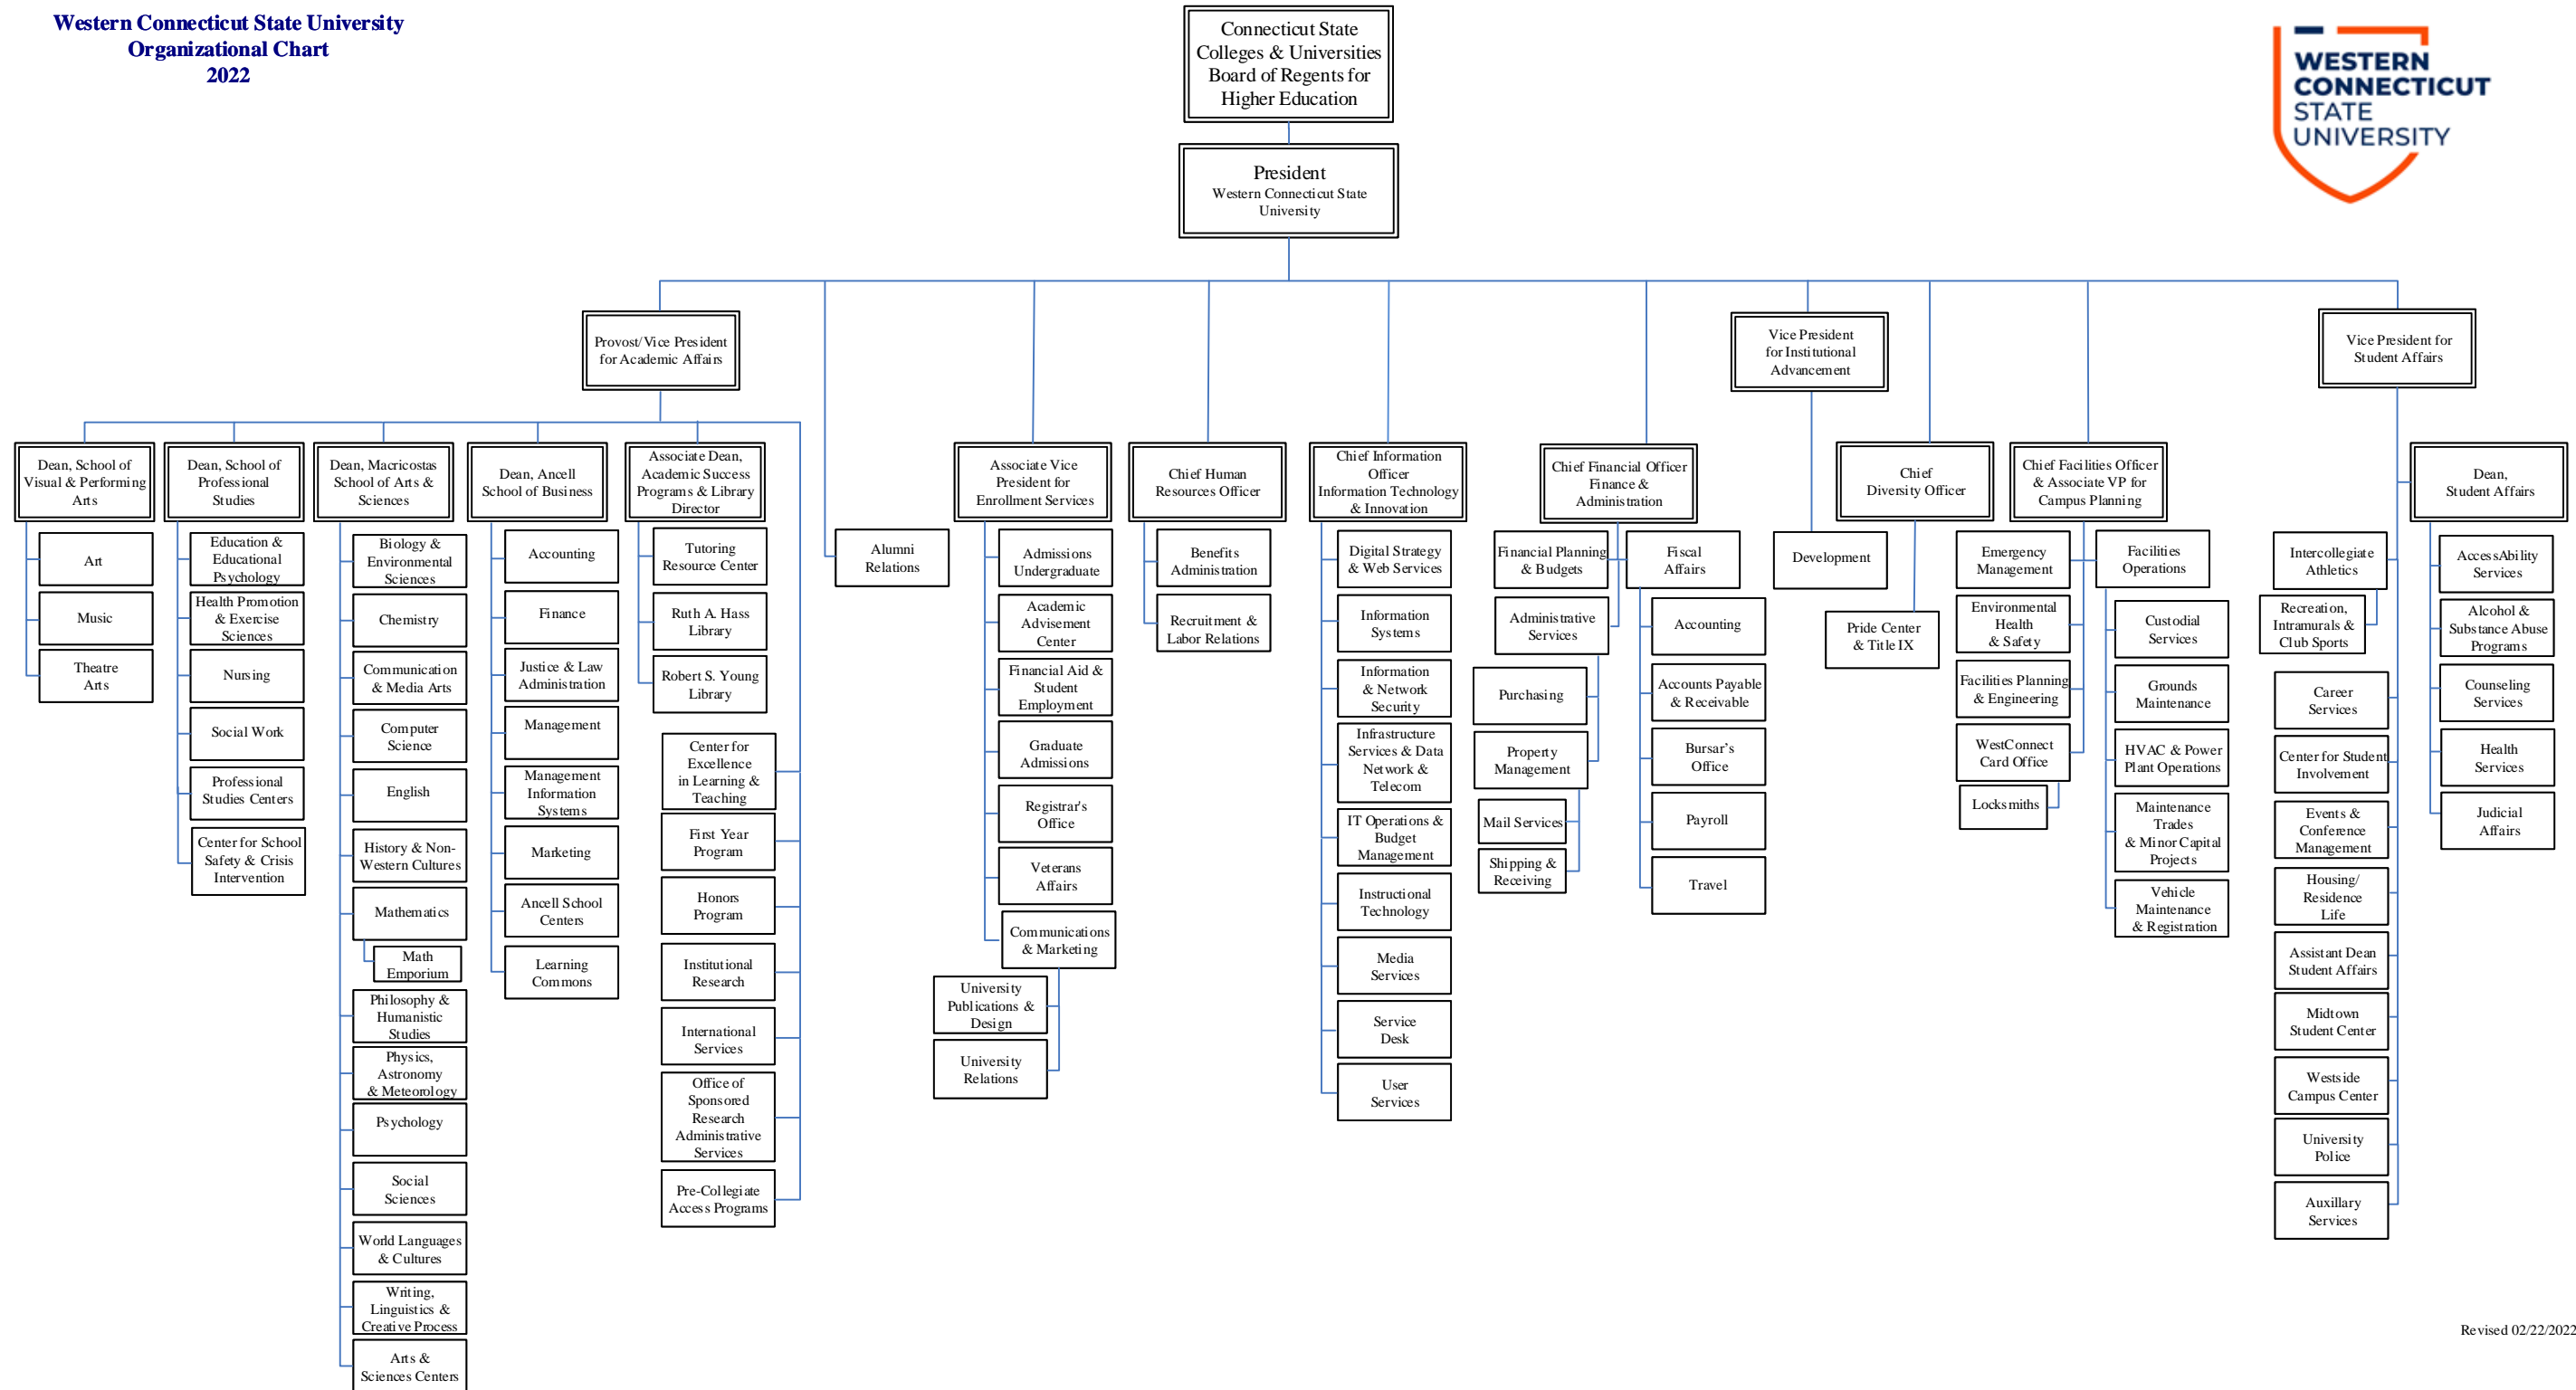 Western Connecticut State University
Organizational Chart
2022
WESTERN
CONNECTICUT
STATE
UNIVERSITY
Connecticut State
Colleges & Universities
Board of Regents for
Higher Education
President
Western Connecticut State
University
Provost/Vice President
for Academic Affairs
Vice President
for Institutional
Advancement
Vice President for
Student Affairs
Dean, School of
Visual & Performing
Arts
Art
Music
Theatre
Arts
Dean, School of
Professional
Studies
Education &
Educational
Psychology
Health Promotion
& Exercise
Sciences
Nursing
Social Work
Professional
Studies Centers
Center for School
Safety & Crisis
Intervention
Dean, Macricostas
School of Arts &
Sciences
Biology &
Environmental
Sciences
Chemistry
Communication
& Media Arts
Computer
Science
English
History & Non-
Western Cultures
Mathematics
Math
Emporium
Philosophy &
Humanistic
Studies
Physics,
Astronomy
& Meteorology
Psychology
Social
Sciences
World Languages
& Cultures
Writing,
Linguistics &
Creative Process
Arts &
Sciences Centers
Dean, Ancell
School of Business
Accounting
Finance
Justice & Law
Administration
Management
Management
Information
Systems
Marketing
Ancell School
Centers
Learning
Commons
Associate Dean,
Academic Success
Programs & Library
Director
Tutoring
Resource Center
Ruth A. Hass
Library
Robert S. Young
Library
Center for
Excellence
in Learning &
Teaching
First Year
Program
Honors
Program
Institutional
Research
International
Services
Office of
Sponsored
Research
Administrative
Services
Pre-Collegiate
Access Programs
Alumni
Relations
Associate Vice
President for
Enrollment Services
Admissions
Undergraduate
Academic
Advisement
Center
Financial Aid &
Student
Employment
Graduate
Admissions
Registrar's
Office
Veterans
Affairs
Communications
& Marketing
University
Publications &
Design
University
Relations
Chief Human
Resources Officer
Benefits
Administration
Recruitment &
Labor Relations
Chief Information
Officer
Information Technology
& Innovation
Digital Strategy
& Web Services
Information
Systems
Information
& Network
Security
Infrastructure
Services & Data
Network &
Telecom
IT Operations &
Budget
Management
Instructional
Technology
Media
Services
Service
Desk
User
Services
Chief Financial Officer
Finance &
Administration
Financial Planning
& Budgets
Administrative
Services
Purchasing
Property
Management
Mail Services
Shipping &
Receiving
Fiscal
Affairs
Accounting
Accounts Payable
& Receivable
Bursar's
Office
Payroll
Travel
Development
Chief
Diversity Officer
Pride Center
& Title IX
Chief Facilities Officer
& Associate VP for
Campus Planning
Emergency
Management
Environmental
Health
& Safety
Facilities Planning
& Engineering
WestConnect
Card Office
Locksmiths
Facilities
Operations
Custodial
Services
Grounds
Maintenance
HVAC & Power
Plant Operations
Maintenance
Trades
& Minor Capital
Projects
Vehicle
Maintenance
& Registration
Intercollegiate
Athletics
Recreation,
Intramurals &
Club Sports
Career
Services
Center for Student
Involvement
Events &
Conference
Management
Housing/
Residence
Life
Assistant Dean
Student Affairs
Midtown
Student Center
Westside
Campus Center
University
Police
Auxillary
Services
Dean,
Student Affairs
AccessAbility
Services
Alcohol &
Substance Abuse
Programs
Counseling
Services
Health
Services
Judicial
Affairs
Revised 02/22/2022